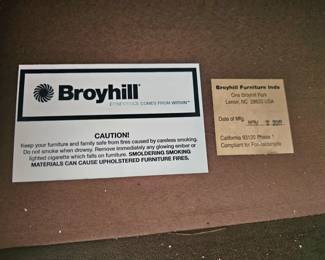 Broyhill®
COMES FROM WITHIN™
CAUTION!
Keep your furniture and family safe from fires caused by careless smoking.
Do not smoke when drowsy. Remove immediately any glowing ember or
lighted cigarette which falls on furniture. SMOLDERING SMOKING
MATERIALS CAN CAUSE UPHOLSTERED FURNITURE FIRES.
Broyhill Furniture Inds
One Broyhill Park
Lenoir, NC 28633 USA
Date of Mfg.
California 93120 Phase 1
Compliant for Formaldehyde